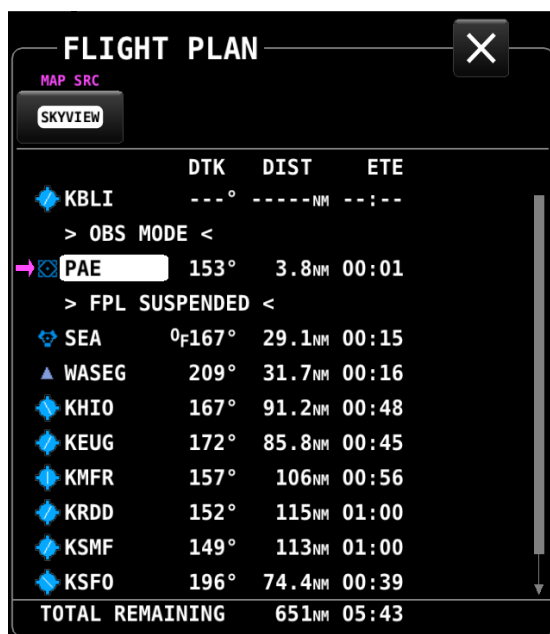 FLIGHT PLAN
MAP SRC
SKYVIEW
DTK DIST ETE
KBLI ---° -----NM --:--
> OBS MODE <
PAE 153° 3.8NM 00:01
> FPL SUSPENDED <
SEA 0F167° 29.1NM 00:15
WASEG 209° 31.7NM 00:16
KHIO 167° 91.2NM 00:48
KEUG 172° 85.8NM 00:45
KMFR 157° 106NM 00:56
KRDD 152° 115NM 01:00
KSMF 149° 113NM 01:00
KSFO 196° 74.4NM 00:39
TOTAL REMAINING 651NM 05:43